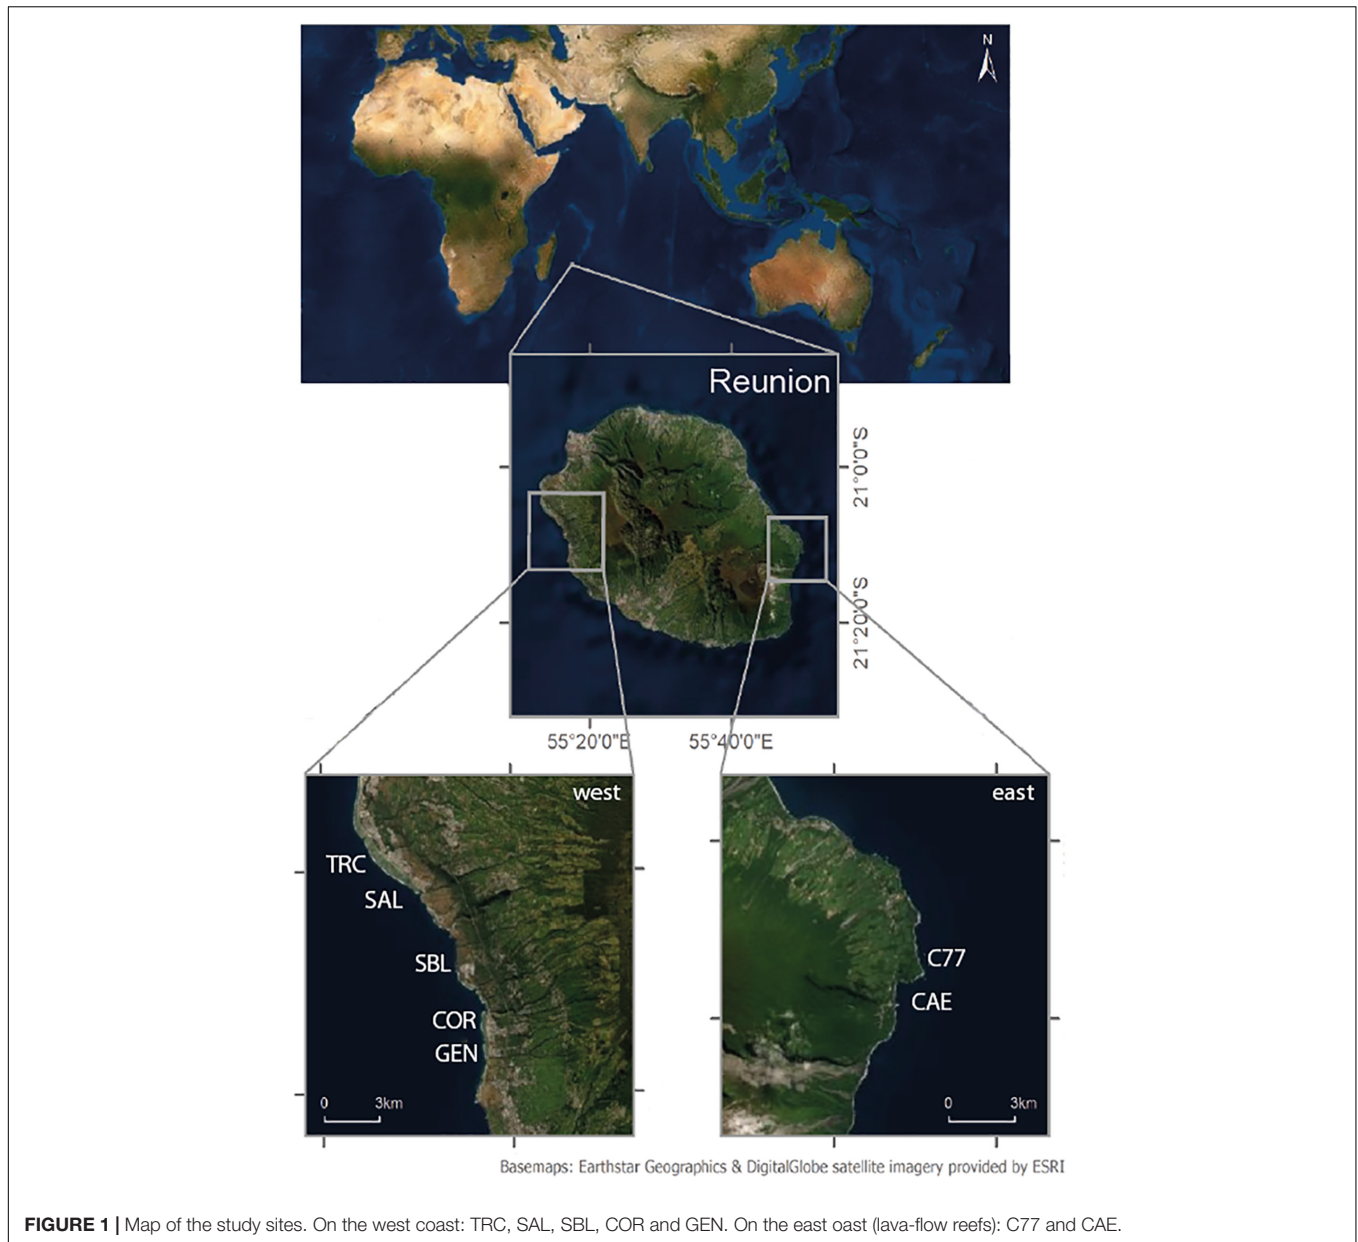 N
Reunion
21°0'0"S
21°20'0"S
55°20'0"E
55°40'0"E
west
TRC
SAL
SBL
COR
GEN
0 3km
east
C77
CAE
0 3km
Basemaps: Earthstar Geographics & DigitalGlobe satellite imagery provided by ESRI
FIGURE 1 | Map of the study sites. On the west coast: TRC, SAL, SBL, COR and GEN. On the east oast (lava-flow reefs): C77 and CAE.